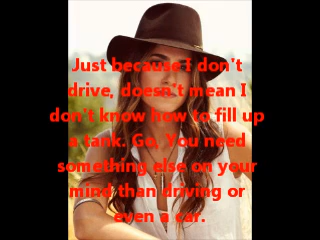 Just because I don't
drive, doesn't mean I
don't know how to fill up
a tank. Go, You need
something else on your
mind than driving or
even a car.